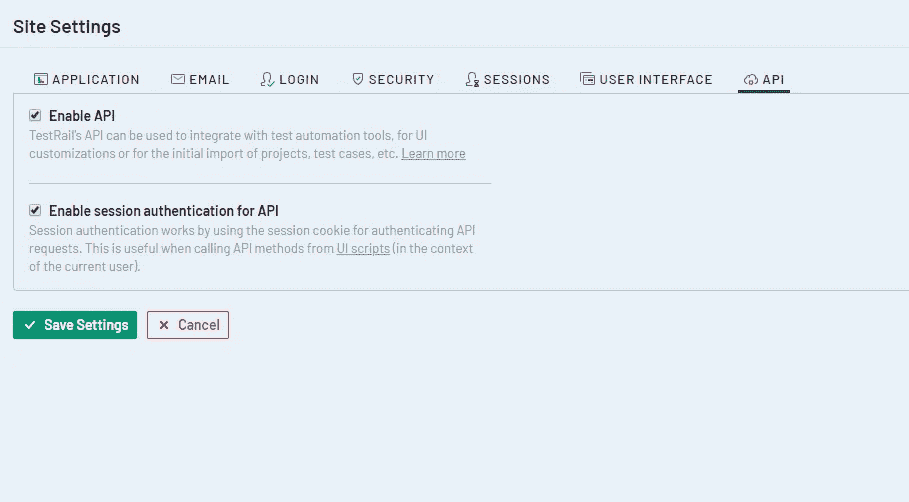 Site Settings
APPLICATION EMAIL LOGIN SECURITY SESSIONS USER INTERFACE API
Enable API
TestRail's API can be used to integrate with test automation tools, for UI
customizations or for the initial import of projects, test cases, etc. Learn more
Enable session authentication for API
Session authentication works by using the session cookie for authenticating API
requests. This is useful when calling API methods from UI scripts (in the context
of the current user).
Save Settings Cancel